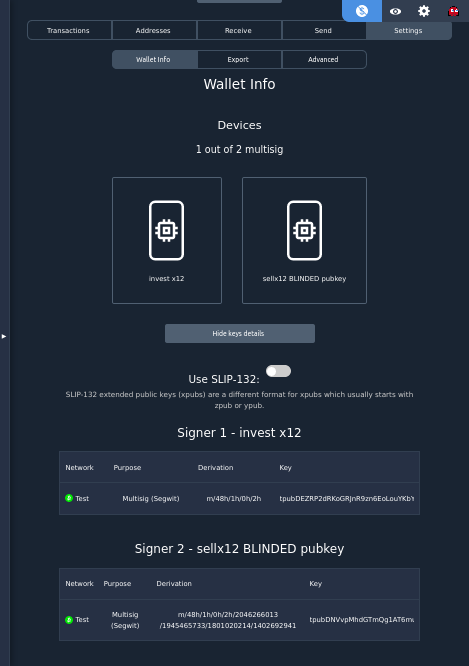 Transactions Addresses Receive Send Settings
Wallet Info Export Advanced
Wallet Info
Devices
1 out of 2 multisig
invest x12 sellx12 BLINDED pubkey
Hide keys details
Use SLIP-132:
SLIP-132 extended public keys (xpubs) are a different format for xpubs which usually starts with
zpub or ypub.
Signer 1 - invest x12
Network Purpose Derivation Key
Test Multisig (Segwit) m/48h/1h/0h/2h tpubDEZRP2dRKoGRJnR9zn6EoLouYKbY
Signer 2 - sellx12 BLINDED pubkey
Network Purpose Derivation Key
Multisig m/48h/1h/0h/2h/2046266013
Test tpubDNVvpMhdGTmQg1AT6m
(Segwit) /1945465733/1801020214/1402692941